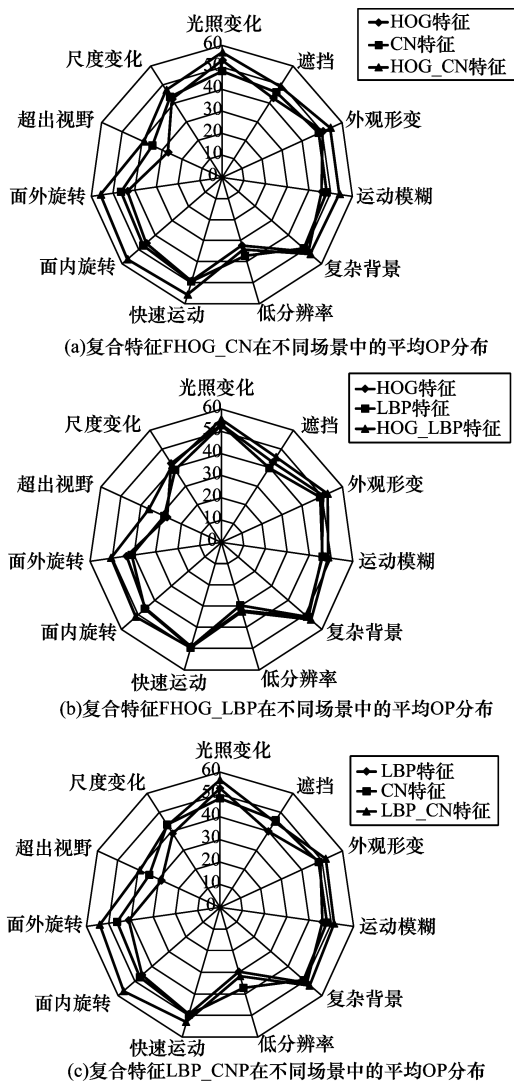 光照变化
60
50
40
30
20
10
0
HOG特征
CN特征
HOG_CN特征
尺度变化
遮挡
超出视野
外观形变
面外旋转
运动模糊
面内旋转
复杂背景
快速运动
低分辨率
(a)复合特征FHOG_CN在不同场景中的平均OP分布
光照变化
60
50
40
30
20
10
0
HOG特征
LBP特征
HOG_LBP特征
尺度变化
遮挡
超出视野
外观形变
面外旋转
运动模糊
面内旋转
复杂背景
快速运动
低分辨率
(b)复合特征FHOG_LBP在不同场景中的平均OP分布
光照变化
60
50
40
30
20
10
0
LBP特征
CN特征
LBP_CN特征
尺度变化
遮挡
超出视野
外观形变
面外旋转
运动模糊
面内旋转
复杂背景
快速运动
低分辨率
(c)复合特征LBP_CNP在不同场景中的平均OP分布